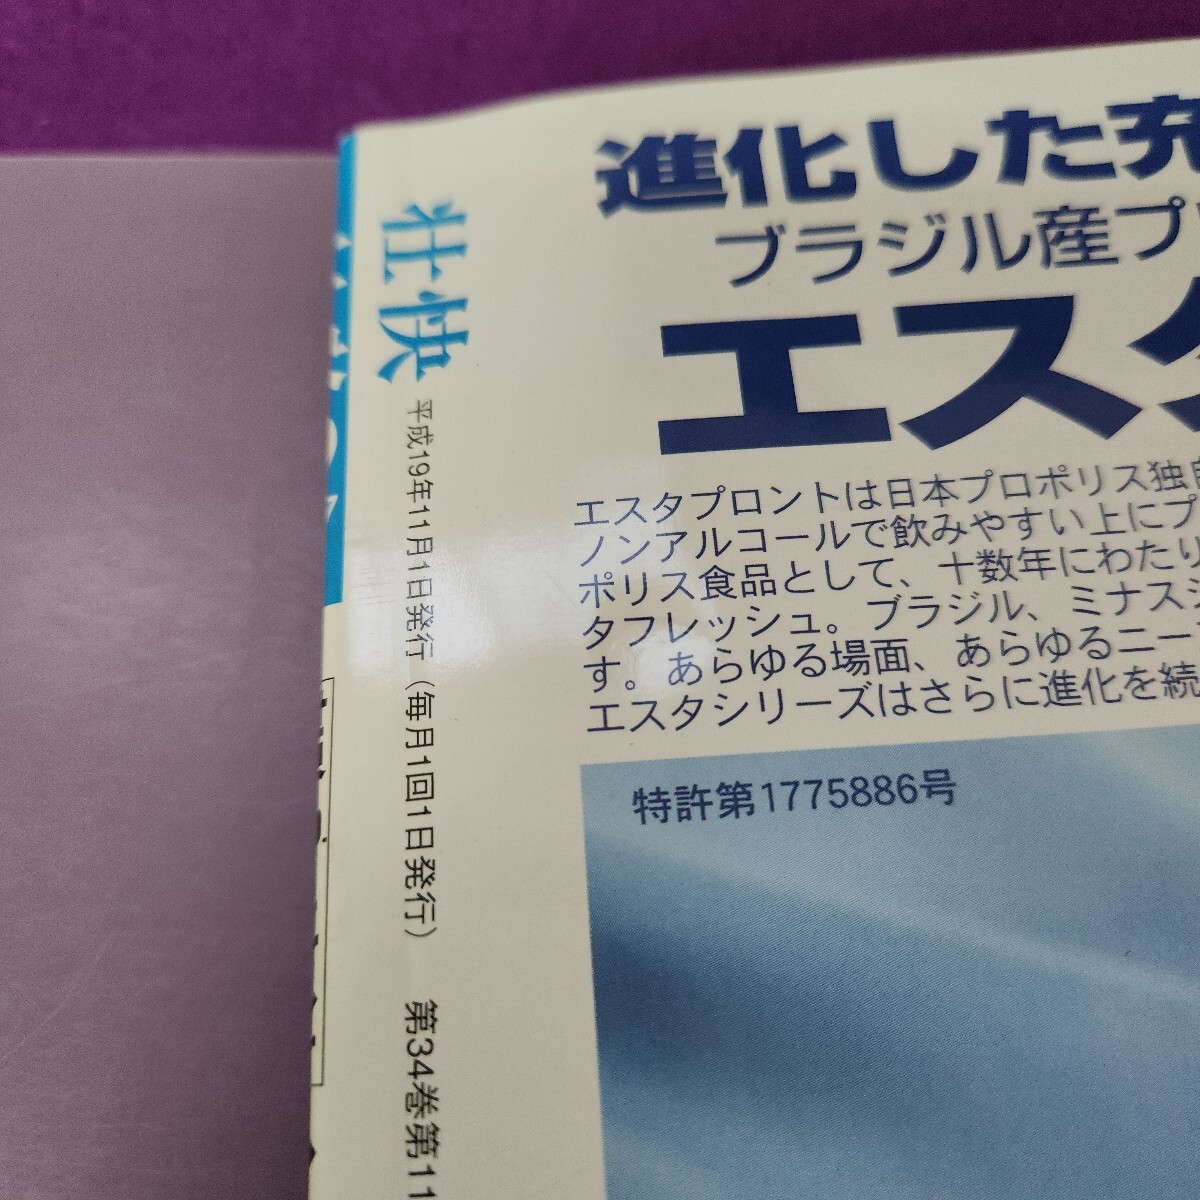 壮快
平成19年11月1日発行（毎月1回1日発行） 第34巻第11
進化した充
ブラジル産プ
エスタ
エスタプロントは日本プロポリス独自
ノンアルコールで飲みやすい上にプ
ポリス食品として、十数年にわたり
タフレッシュ。ブラジル、ミナスジ
す。あらゆる場面、あらゆるニー
エスタシリーズはさらに進化を続
特許第1775886号